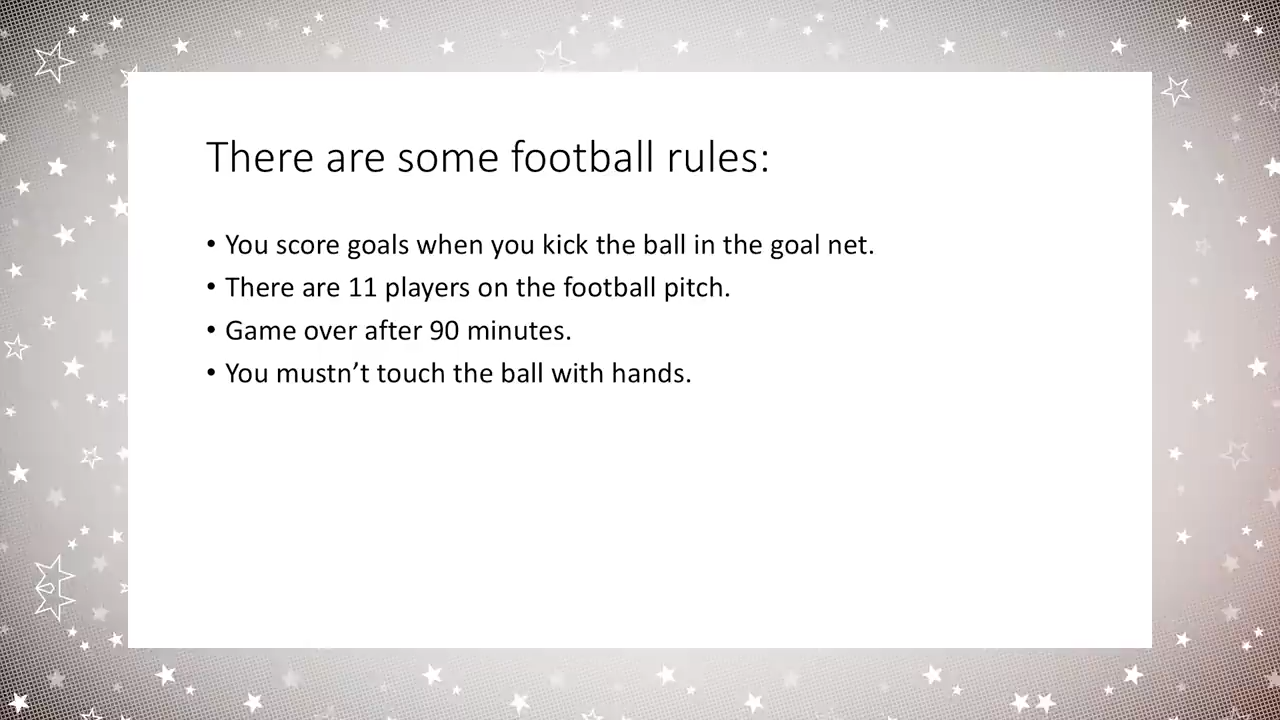 There are some football rules:
• You score goals when you kick the ball in the goal net.
• There are 11 players on the football pitch.
• Game over after 90 minutes.
• You mustn’t touch the ball with hands.